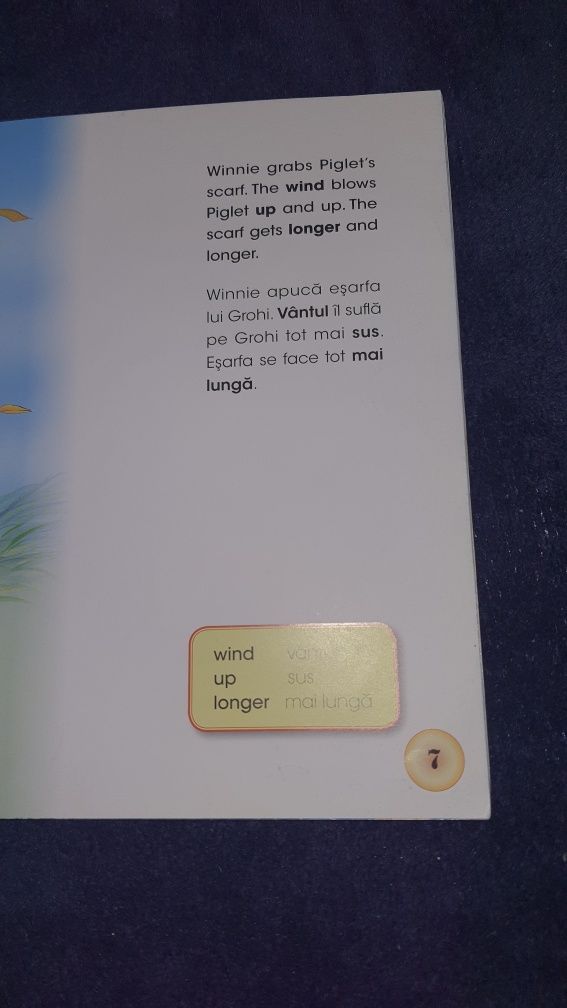 Winnie grabs Piglet's
scarf. The wind blows
Piglet up and up. The
scarf gets longer and
longer.
Winnie apucă eşarfa
lui Grohi. Vântul îl suflă
pe Grohi tot mai sus.
Eşarfa se face tot mai
lungă.
wind
up sus
longer mai lungă
7